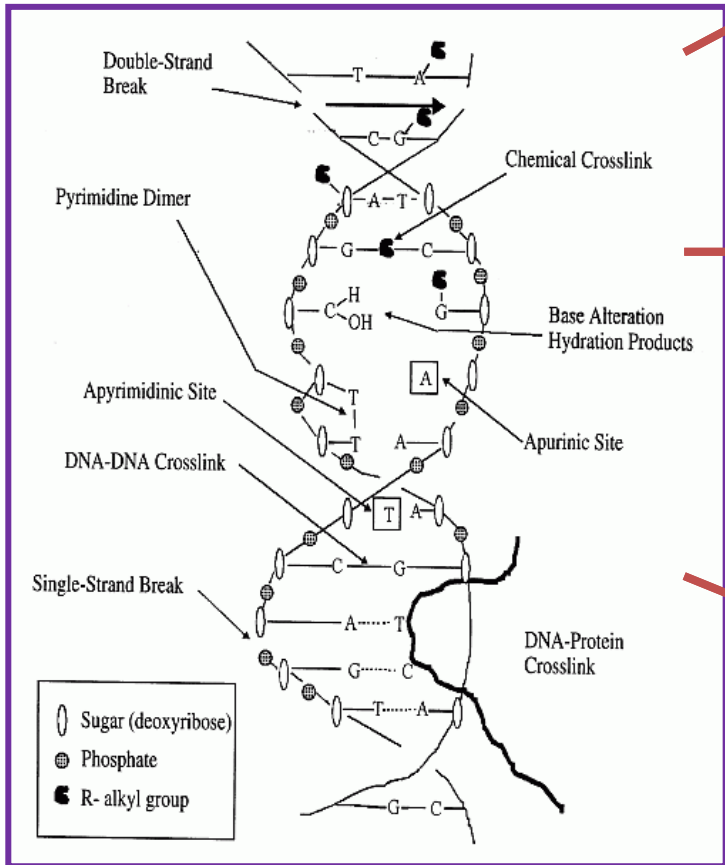 Double-Strand
Break
T A
C G
Chemical Crosslink
Pyrimidine Dimer
A T
G C
H
C
OH
G
Base Alteration
Hydration Products
T
A
Apyrimidinic Site
T
A
Apurinic Site
DNA-DNA Crosslink
T
A
C G
Single-Strand Break
A T
DNA-Protein
Crosslink
G C
T A
Sugar (deoxyribose)
Phosphate
R- alkyl group
G C